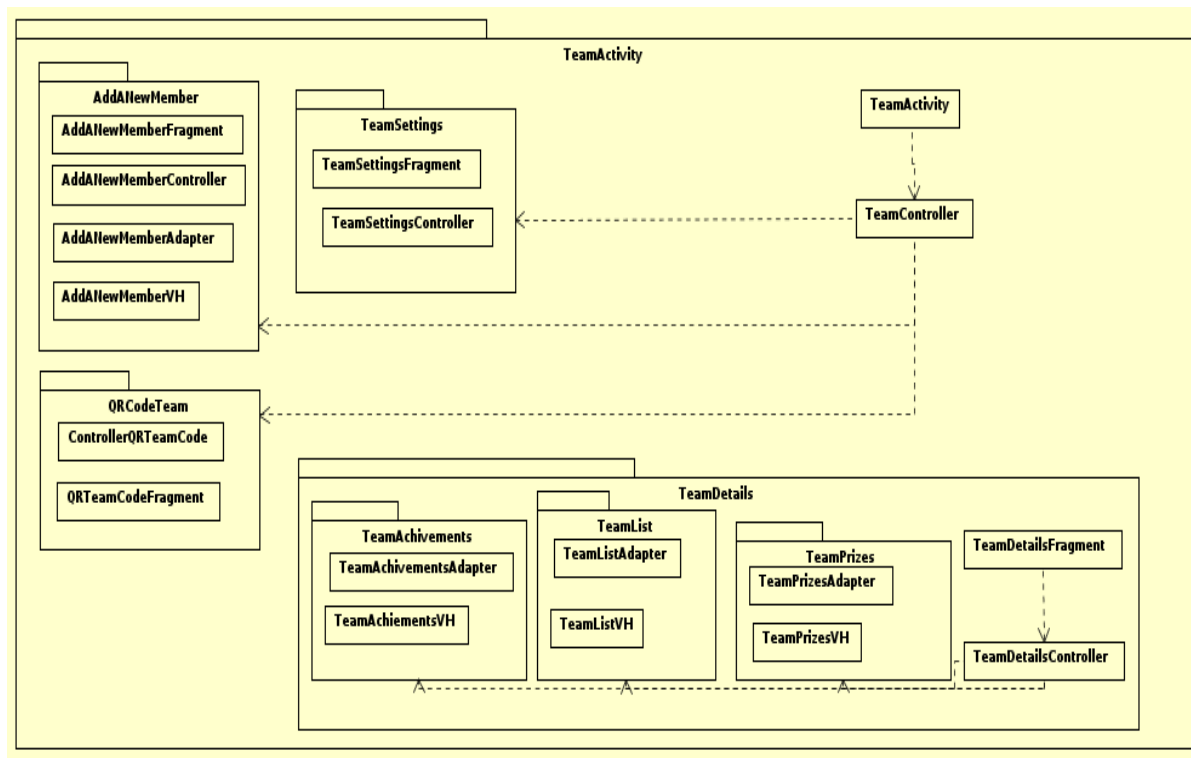 TeamActivity
AddANewMember
AddANewMemberFragment
AddANewMemberController
AddANewMemberAdapter
AddANewMemberVH
TeamSettings
TeamSettingsFragment
TeamSettingsController
TeamActivity
TeamController
QRCodeTeam
ControllerQRTeamCode
QRTeamCodeFragment
TeamDetails
TeamAchivements
TeamAchivementsAdapter
TeamAchiementsVH
TeamList
TeamListAdapter
TeamListVH
TeamPrizes
TeamPrizesAdapter
TeamPrizesVH
TeamDetailsFragment
TeamDetailsController